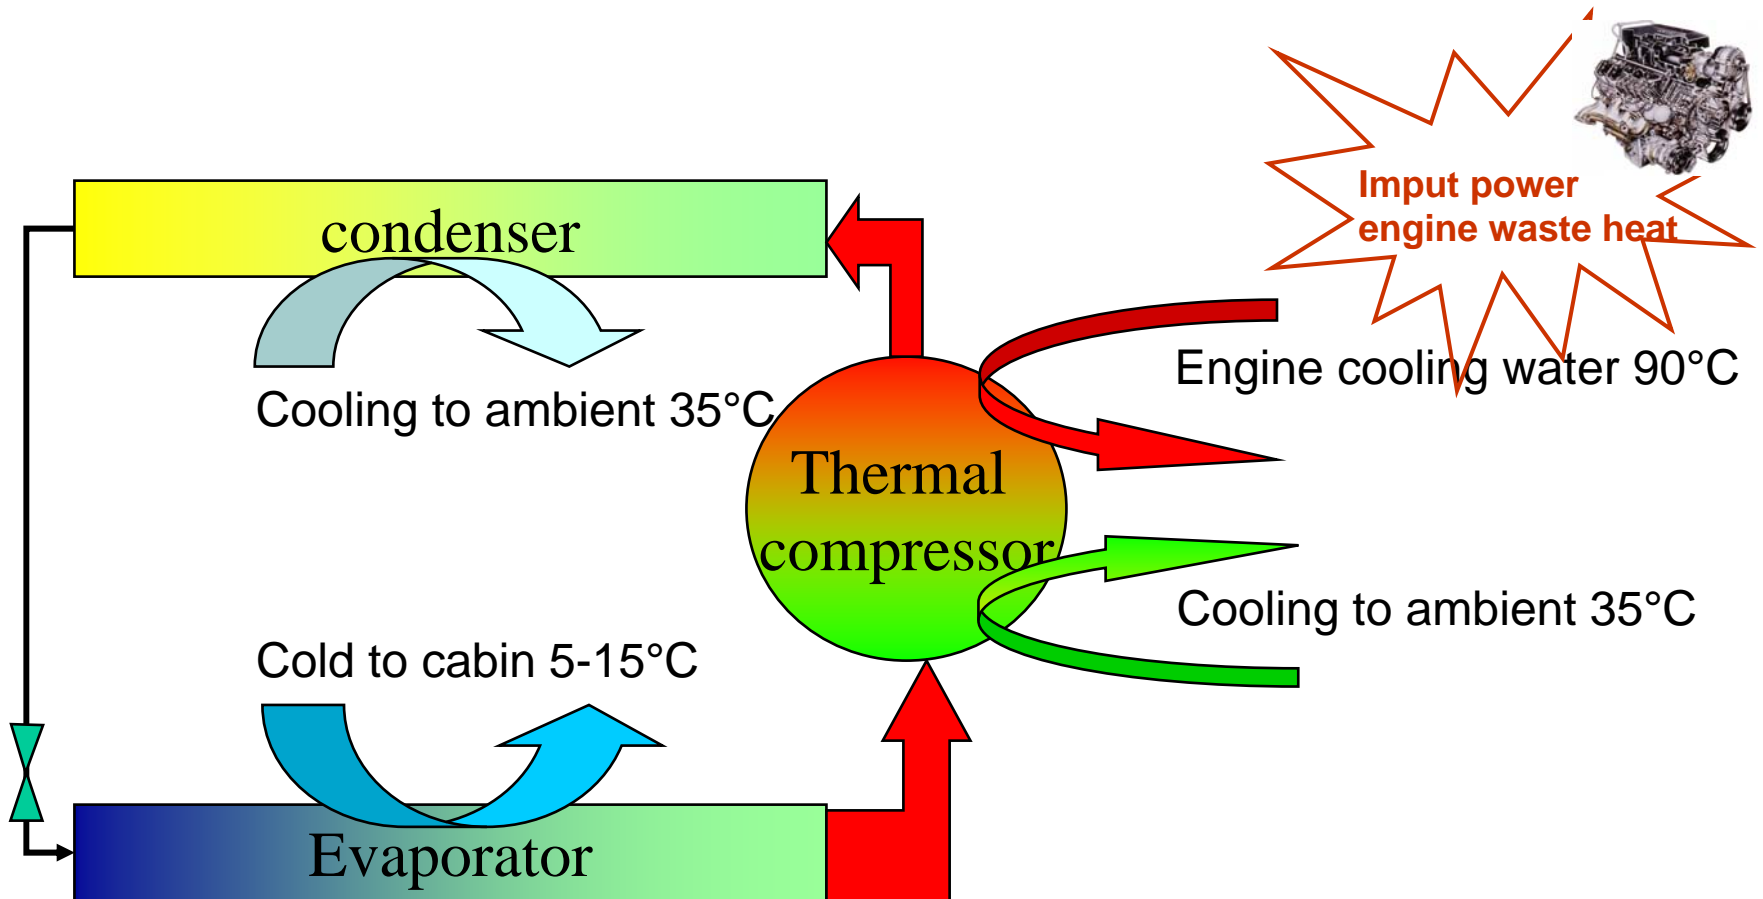 Imput power
engine waste heat
condenser
Engine cooling water 90°C
Cooling to ambient 35°C
Thermal
compressor
Cooling to ambient 35°C
Cold to cabin 5-15°C
Evaporator